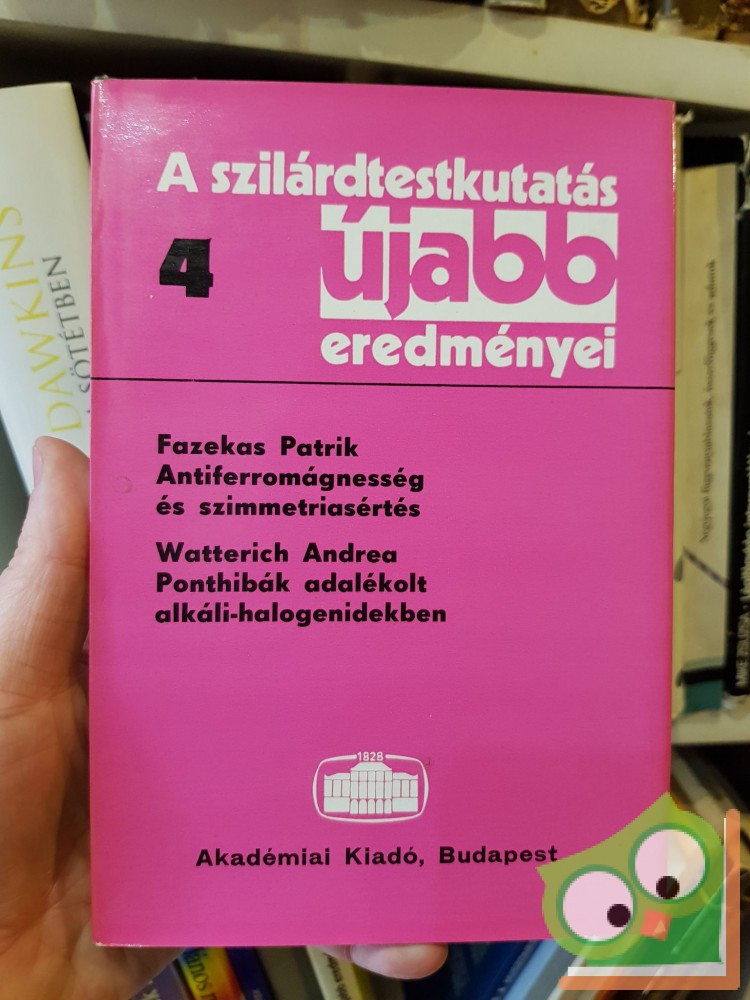 A szilárdtestkutatás
4
újabb
eredményei
Fazekas Patrik
Antiferromágnesség
és szimmetriasértés
Watterich Andrea
Ponthibák adalékolt
alkáli-halogenidekben
1828
Akadémiai Kiadó, Budapest
DAWKINS
SÖTÉTBEN